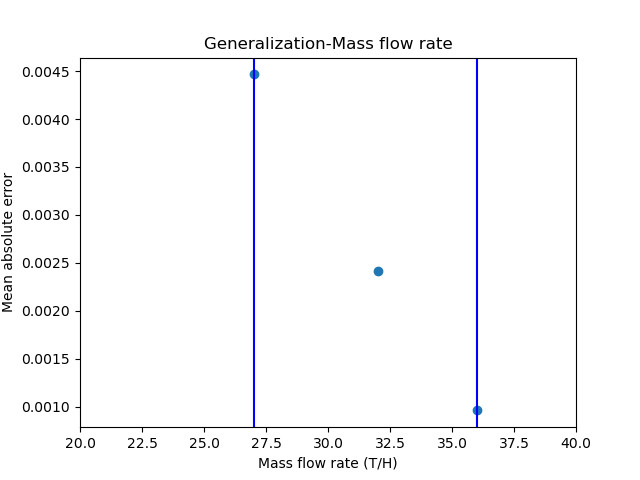 Generalization-Mass flow rate
Mean absolute error
0.0045
0.0040
0.0035
0.0030
0.0025
0.0020
0.0015
0.0010
20.0 22.5 25.0 27.5 30.0 32.5 35.0 37.5 40.0
Mass flow rate (T/H)